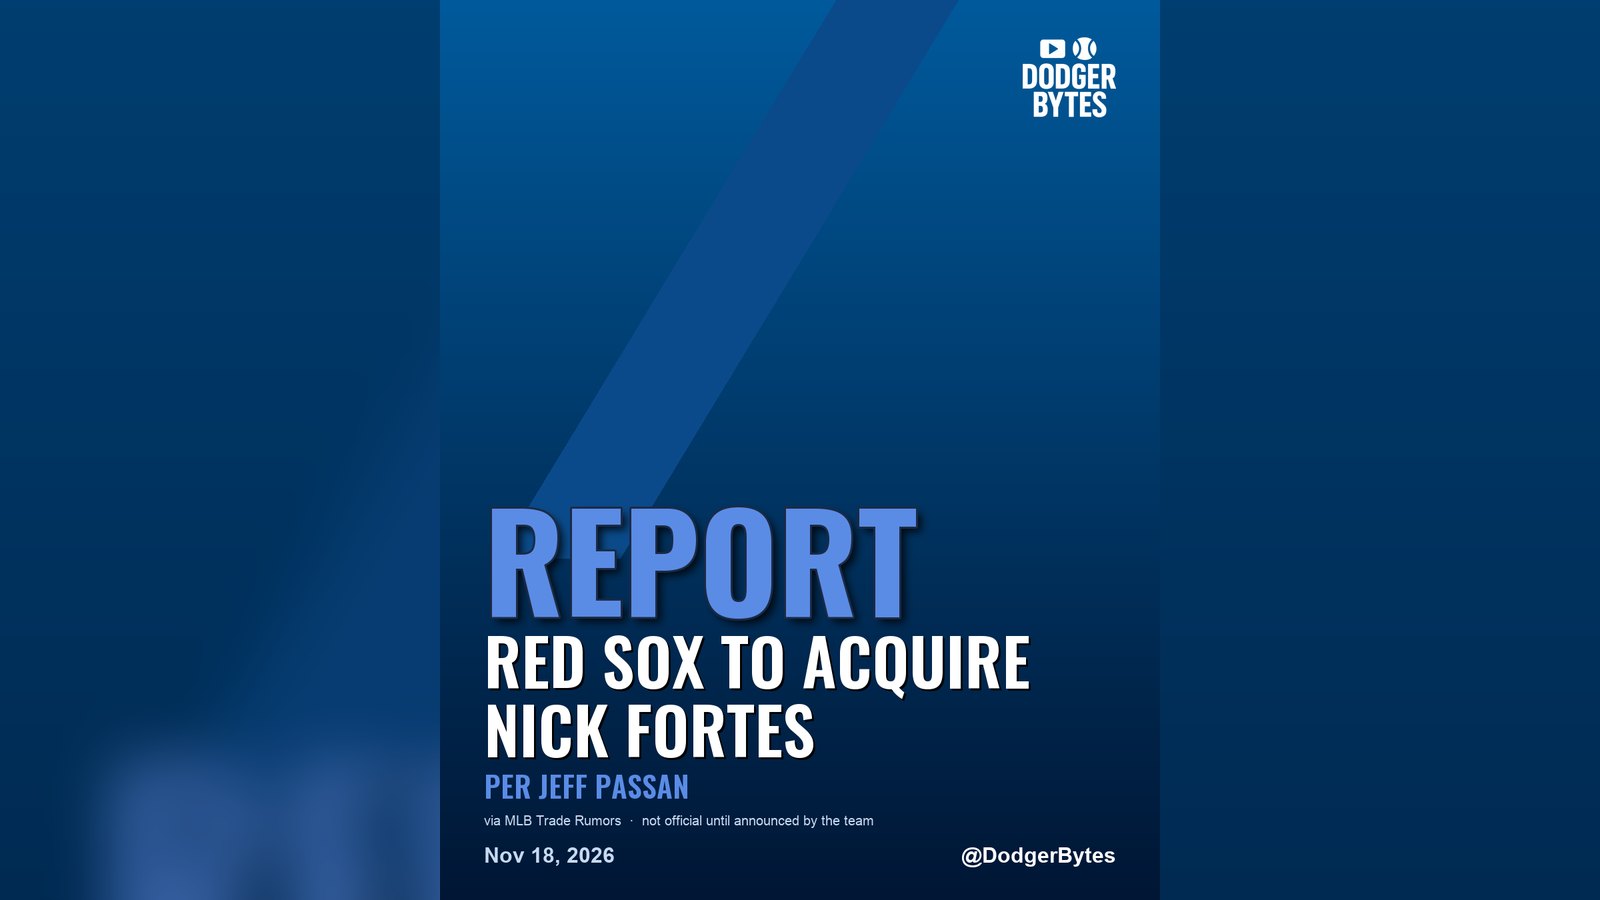 DODGER
BYTES
REPORT
RED SOX TO ACQUIRE
NICK FORTES
PER JEFF PASSAN
via MLB Trade Rumors · not official until announced by the team
Nov 18, 2026
@DodgerBytes